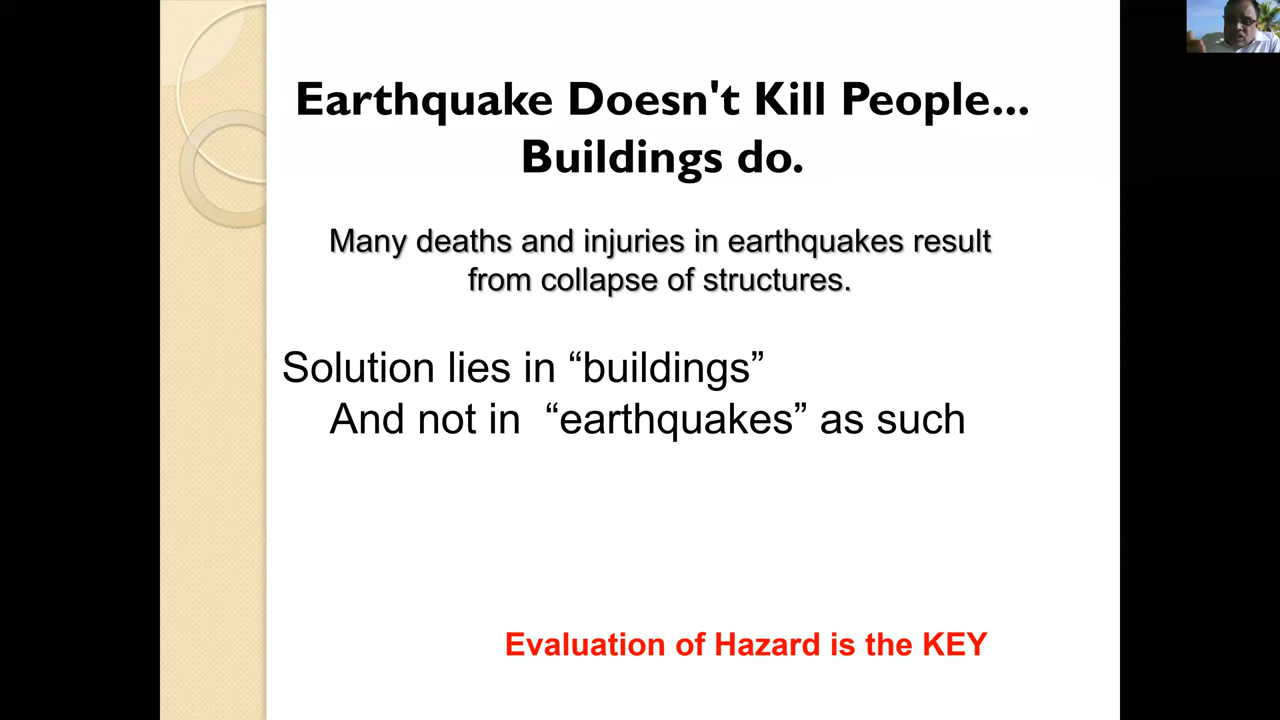 Earthquake Doesn't Kill People...
Buildings do.
Many deaths and injuries in earthquakes result
from collapse of structures.
Solution lies in “buildings”
And not in “earthquakes” as such
Evaluation of Hazard is the KEY